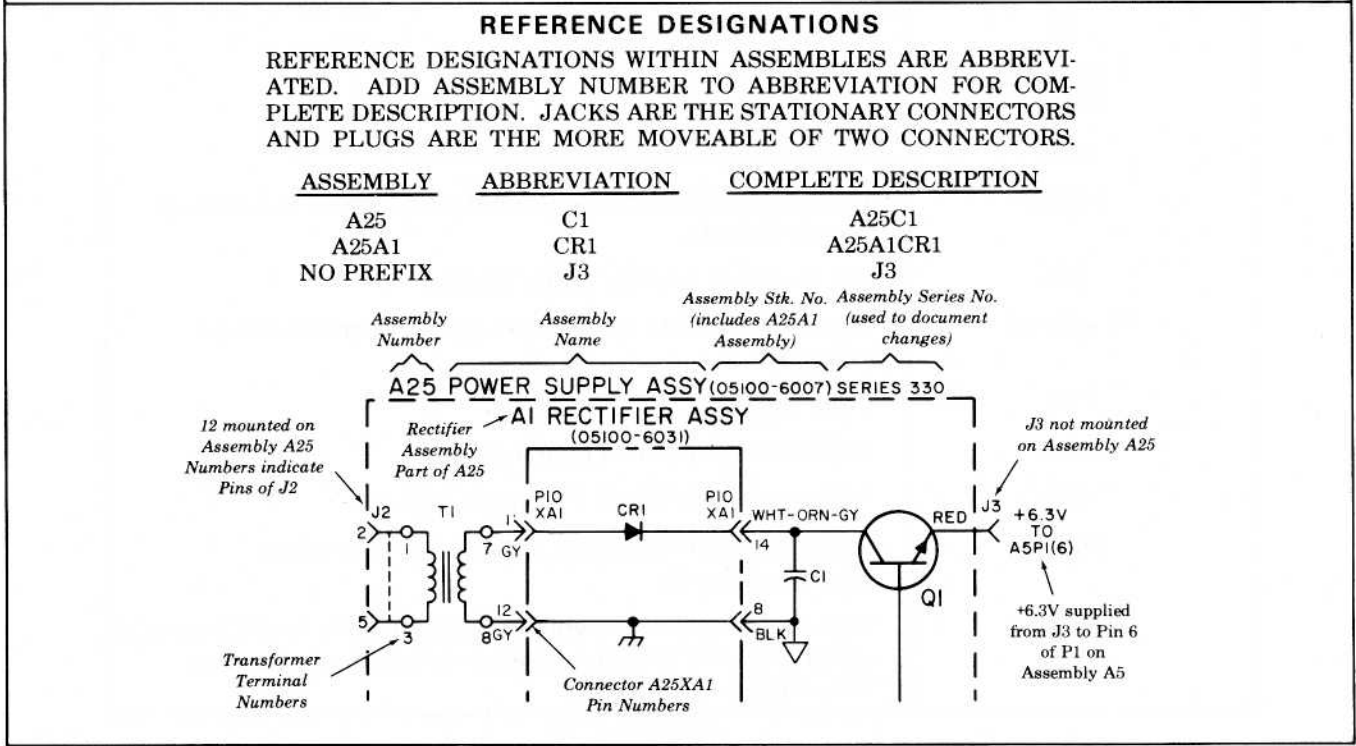 REFERENCE DESIGNATIONS
REFERENCE DESIGNATIONS WITHIN ASSEMBLIES ARE ABBREVI-
ATED. ADD ASSEMBLY NUMBER TO ABBREVIATION FOR COM-
PLETE DESCRIPTION. JACKS ARE THE STATIONARY CONNECTORS
AND PLUGS ARE THE MORE MOVEABLE OF TWO CONNECTORS.
ASSEMBLY ABBREVIATION COMPLETE DESCRIPTION
A25 C1 A25C1
A25A1 CR1 A25A1CR1
NO PREFIX J3 J3
Assembly
Number
Assembly
Name
Assembly Stk. No.
(includes A25A1
Assembly)
Assembly Series No.
(used to document
changes)
A25 POWER SUPPLY ASSY (05100-6007) SERIES 330
A1 RECTIFIER ASSY
(05100-6031)
12 mounted on
Assembly A25
Numbers indicate
Pins of J2
Rectifier
Assembly
Part of A25
J3 not mounted
on Assembly A25
J2
T1
P10
XA1
CR1
P10
XA1
WHT-ORN-GY
RED
J3
2
1
7
11
GY
14
+6.3V
TO
A5P1(6)
C1
Q1
5
3
8
GY
12
8
BLK
+6.3V supplied
from J3 to Pin 6
of P1 on
Assembly A5
Transformer
Terminal
Numbers
Connector A25XA1
Pin Numbers